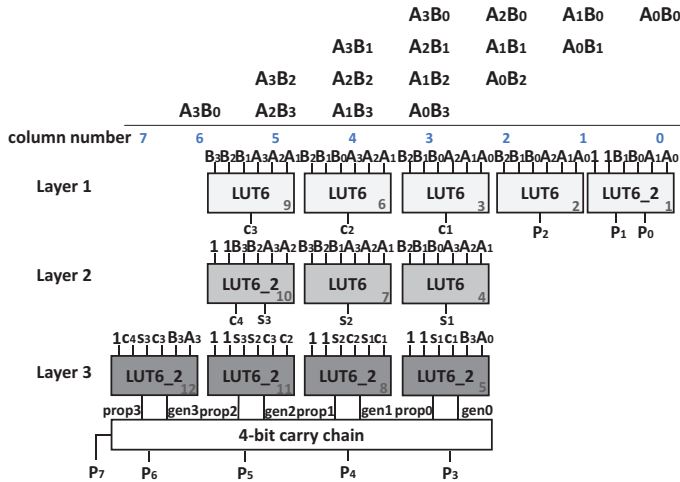 A₃B₀ A₂B₀ A₁B₀ A₀B₀
A₃B₁ A₂B₁ A₁B₁ A₀B₁
A₃B₂ A₂B₂ A₁B₂ A₀B₂
A₃B₀ A₂B₃ A₁B₃ A₀B₃
column number 7 6 5 4 3 2 1 0
B₃B₂B₁A₃A₂A₁ B₂B₁B₀A₃A₂A₁ B₂B₁B₀A₂A₁A₀ B₂B₁B₀A₂A₁A₀ 1 1B₁B₀A₁A₀
Layer 1 LUT6 9 LUT6 6 LUT6 3 LUT6 2 LUT6_2 1
c₃ c₂ c₁ P₂ P₁ P₀
1 1B₃B₂A₃A₂ B₃B₂B₁A₃A₂A₁ B₂B₁B₀A₃A₂A₁
Layer 2 LUT6_2 10 LUT6 7 LUT6 4
c₄ s₃ s₂ s₁
1c₄s₃c₃B₃A₃ 1 1s₃s₂c₃c₂ 1 1s₂c₂s₁c₁ 1 1s₁c₁B₃A₀
Layer 3 LUT6_2 12 LUT6_2 11 LUT6_2 8 LUT6_2 5
prop3 gen3 prop2 gen2 prop1 gen1 prop0 gen0
4-bit carry chain
P₇ P₆ P₅ P₄ P₃